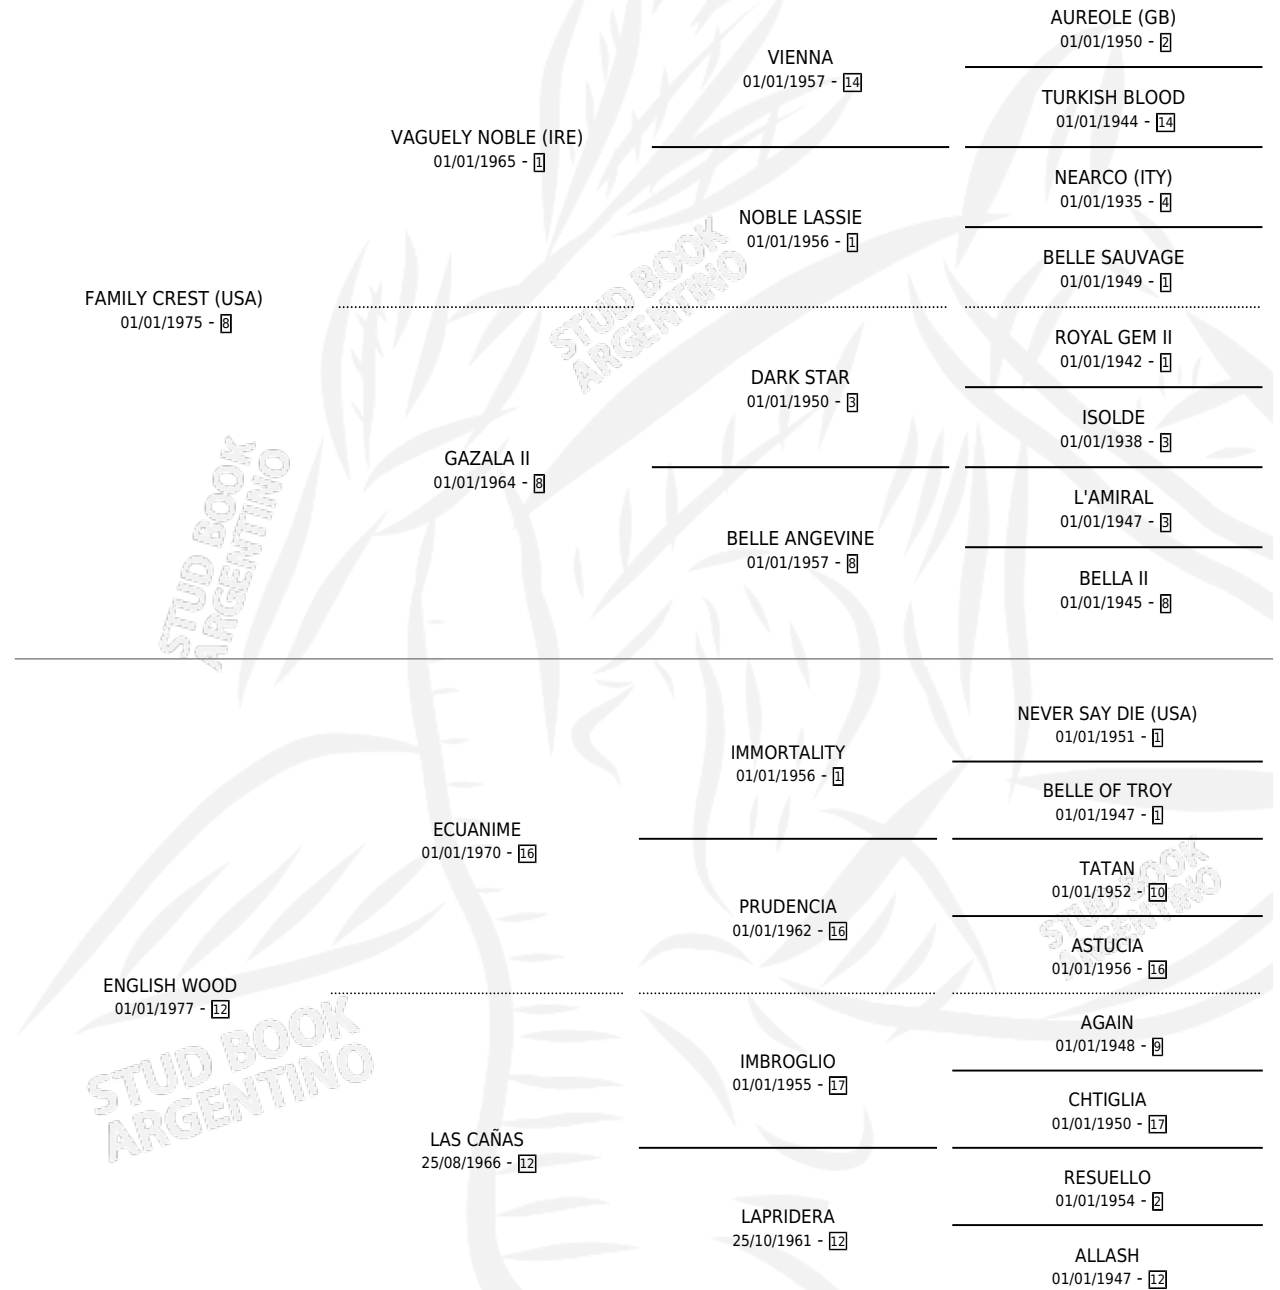 AUREOLE (GB)
01/01/1950 - 2
VIENNA
01/01/1957 - 14
TURKISH BLOOD
01/01/1944 - 14
VAGUELY NOBLE (IRE)
01/01/1965 - 1
NEARCO (ITY)
01/01/1935 - 4
NOBLE LASSIE
01/01/1956 - 1
BELLE SAUVAGE
01/01/1949 - 1
FAMILY CREST (USA)
01/01/1975 - 8
ROYAL GEM II
01/01/1942 - 1
DARK STAR
01/01/1950 - 3
ISOLDE
01/01/1938 - 3
GAZALA II
01/01/1964 - 8
L'AMIRAL
01/01/1947 - 3
BELLE ANGEVINE
01/01/1957 - 8
BELLA II
01/01/1945 - 8
STUD BOOK
ARGENTINO
STUD BOOK
ARGENTINO
NEVER SAY DIE (USA)
01/01/1951 - 1
IMMORTALITY
01/01/1956 - 1
BELLE OF TROY
01/01/1947 - 1
ECUANIME
01/01/1970 - 16
TATAN
01/01/1952 - 10
PRUDENCIA
01/01/1962 - 16
ASTUCIA
01/01/1956 - 16
ENGLISH WOOD
01/01/1977 - 12
AGAIN
01/01/1948 - 9
IMBROGLIO
01/01/1955 - 17
CHTIGLIA
01/01/1950 - 17
LAS CAÑAS
25/08/1966 - 12
RESUELLO
01/01/1954 - 2
LAPRIDERA
25/10/1961 - 12
ALLASH
01/01/1947 - 12
STUD BOOK
ARGENTINO
STUD BOOK
ARGENTINO